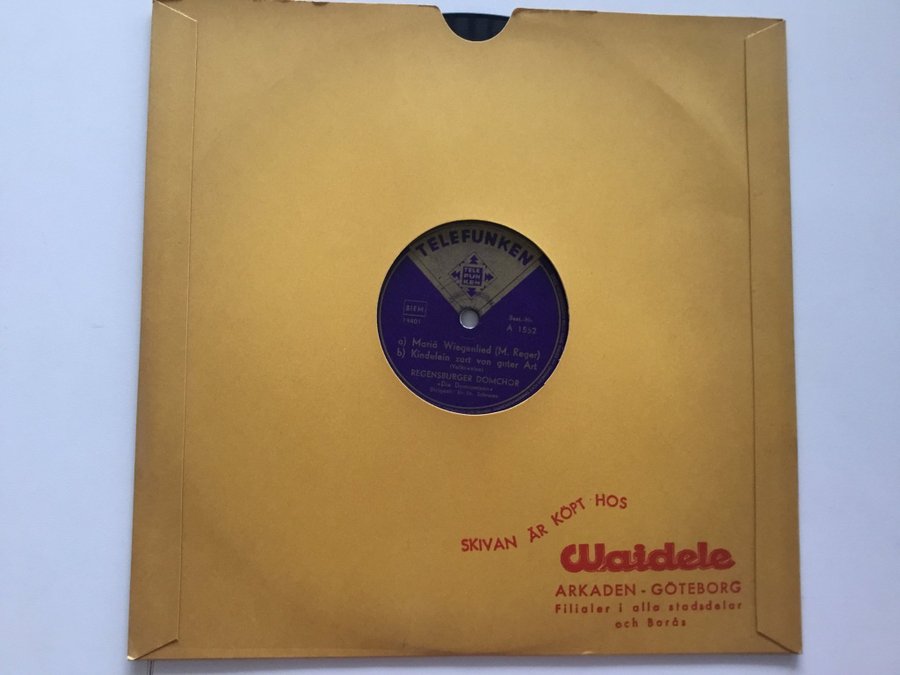 TELEFUNKEN
TELE
FUN
KEN
BIEM
Best.-Nr.
A 1552
a) Mariä Wiegenlied (M. Reger)
b) Kindelein zart von guter Art
REGENSBURGER DOMCHOR
SKIVAN ÄR KÖPT HOS
Waidele
ARKADEN - GÖTEBORG
Filialer i alla stadsdelar
och Borås